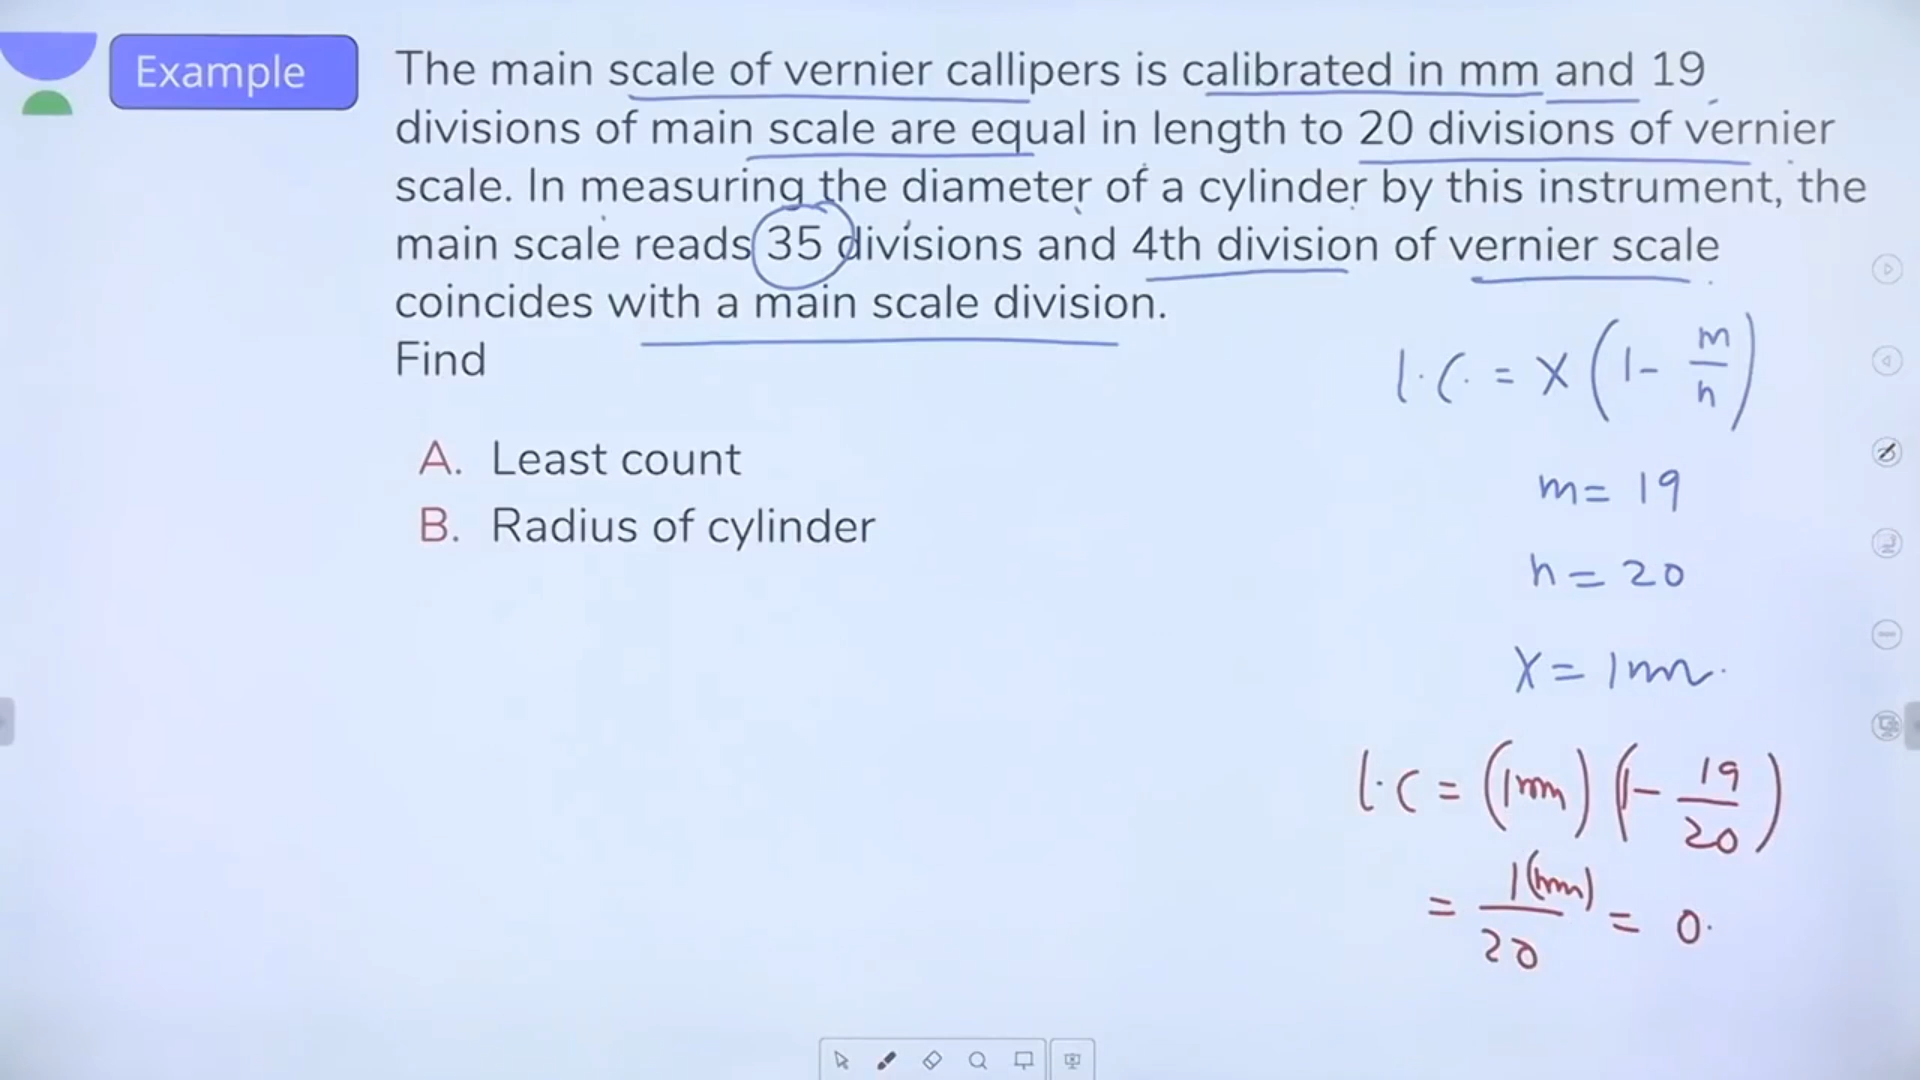 Example
The main scale of vernier callipers is calibrated in mm and 19
divisions of main scale are equal in length to 20 divisions of vernier
scale. In measuring the diameter of a cylinder by this instrument, the
main scale reads 35 divisions and 4th division of vernier scale
coincides with a main scale division.
Find
A. Least count
B. Radius of cylinder
l.c. = x (1 - m/n)
m = 19
n = 20
x = 1mm.
l.c = (1mm) (1 - 19/20)
= 1(mm)/20 = 0.